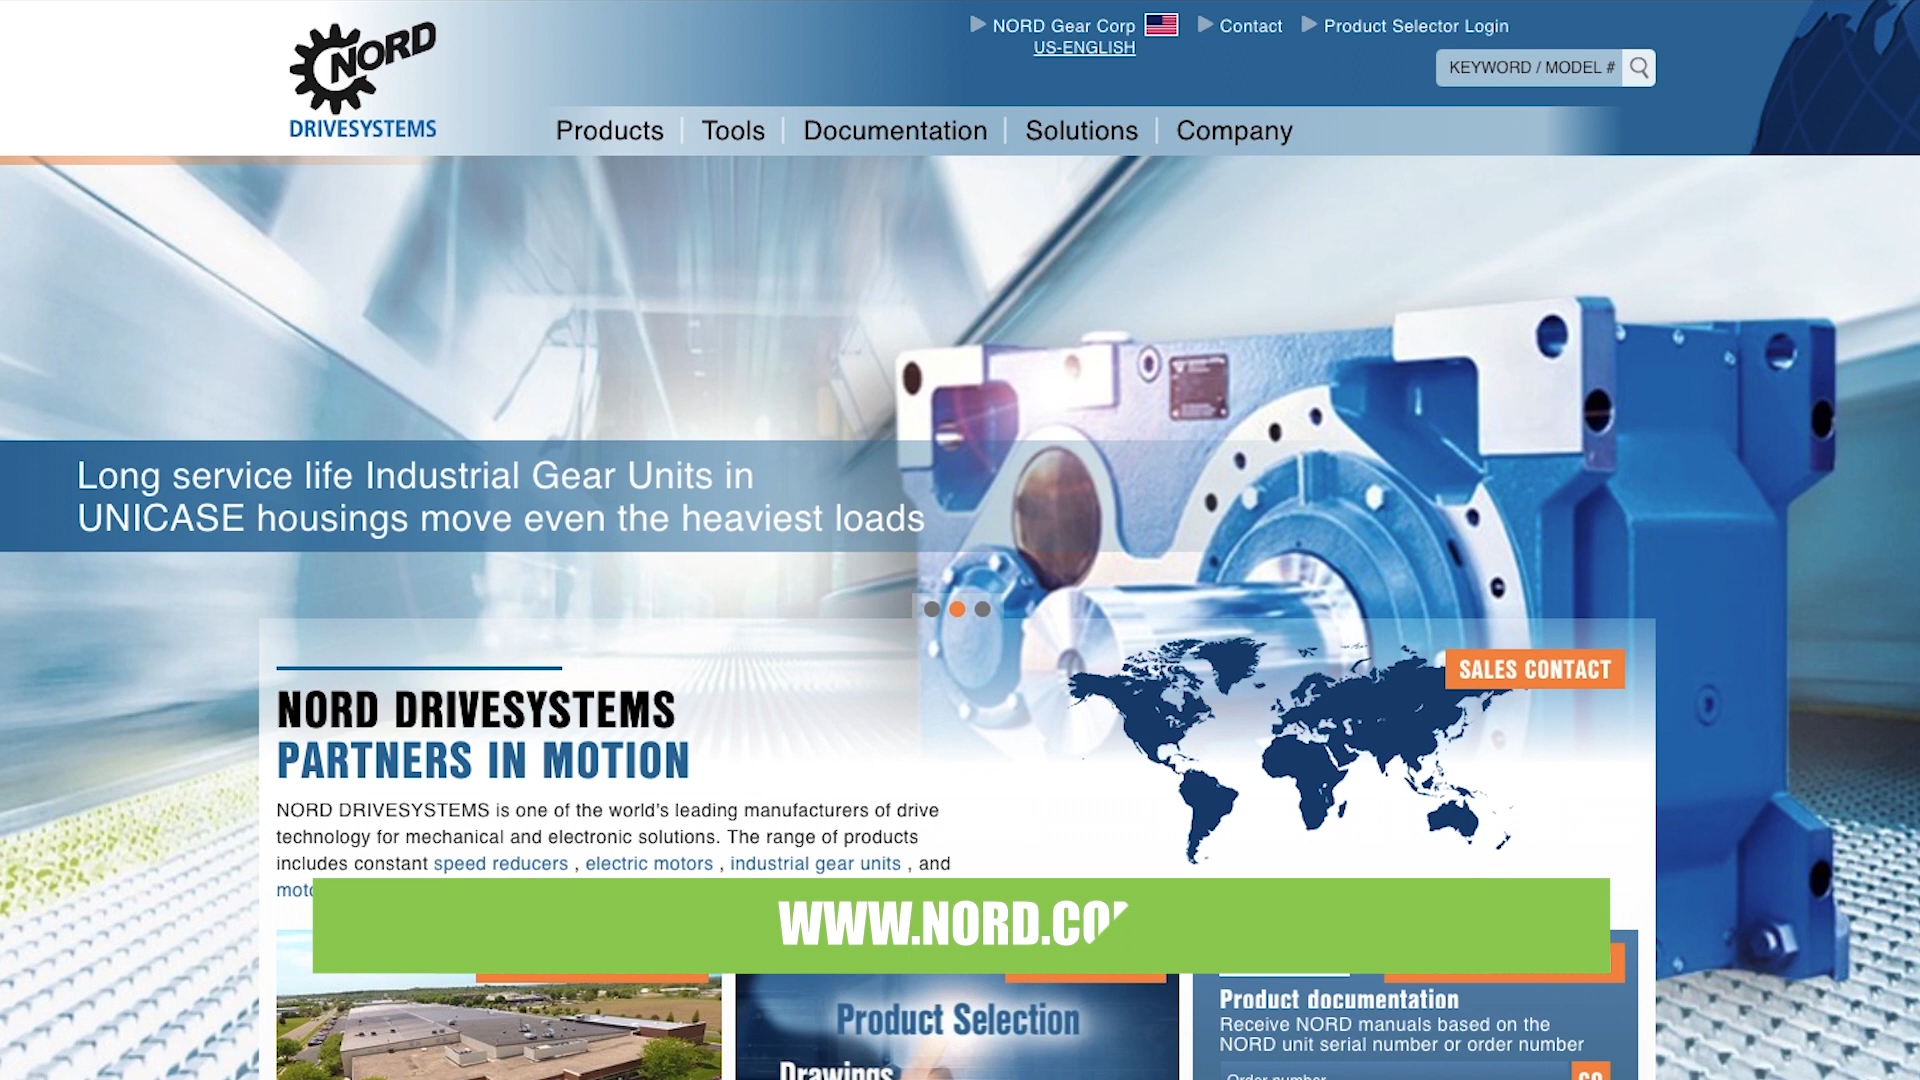 NORD
DRIVESYSTEMS
NORD Gear Corp
US-ENGLISH
Contact
Product Selector Login
KEYWORD / MODEL #
Products
Tools
Documentation
Solutions
Company
Long service life Industrial Gear Units in
UNICASE housings move even the heaviest loads
SALES CONTACT
NORD DRIVESYSTEMS
PARTNERS IN MOTION
NORD DRIVESYSTEMS is one of the world's leading manufacturers of drive
technology for mechanical and electronic solutions. The range of products
includes constant speed reducers , electric motors , industrial gear units , and
WWW.NORD.CO
Product Selection
Drawings
Product documentation
Receive NORD manuals based on the
NORD unit serial number or order number
Order number
GO